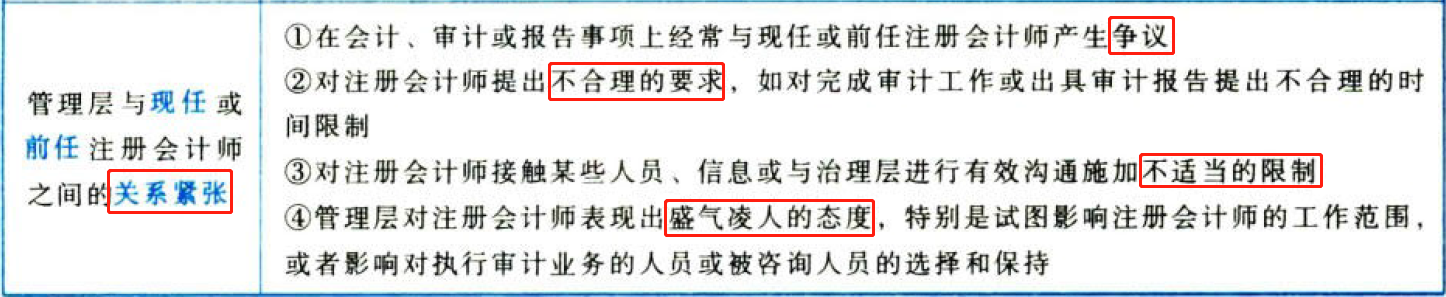 管理层与现任或
前任注册会计师
之间的关系紧张
①在会计、审计或报告事项上经常与现任或前任注册会计师产生争议
②对注册会计师提出不合理的要求，如对完成审计工作或出具审计报告提出不合理的时
间限制
③对注册会计师接触某些人员、信息或与治理层进行有效沟通施加不适当的限制
④管理层对注册会计师表现出盛气凌人的态度，特别是试图影响注册会计师的工作范围，
或者影响对执行审计业务的人员或被咨询人员的选择和保持